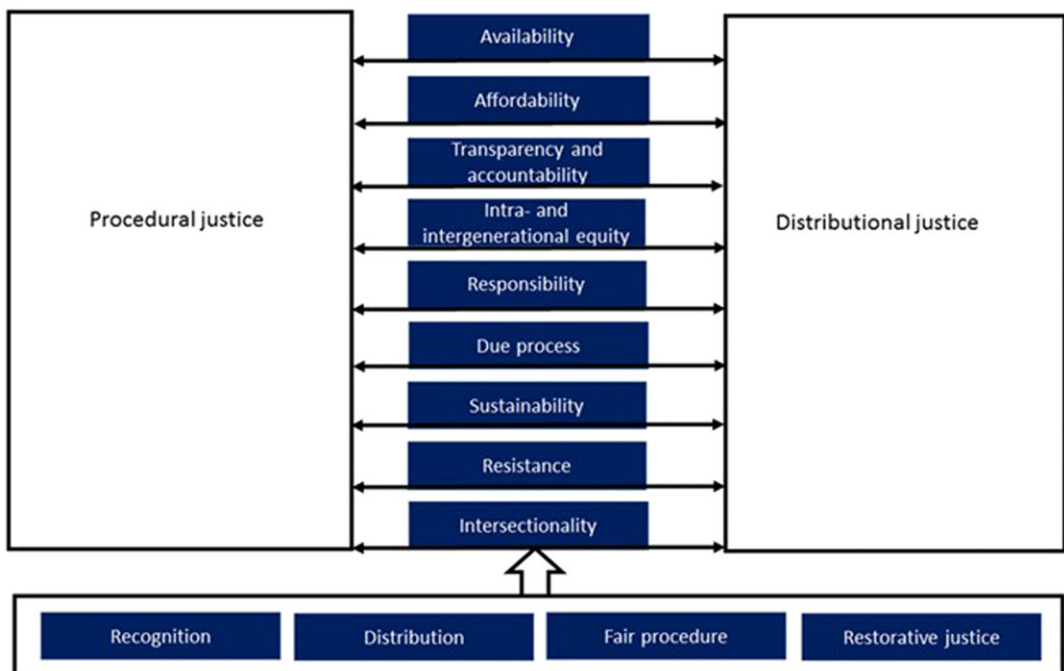 Availability
Affordability
Transparency and
accountability
Procedural justice
Intra- and
intergenerational equity
Distributional justice
Responsibility
Due process
Sustainability
Resistance
Intersectionality
Recognition
Distribution
Fair procedure
Restorative justice